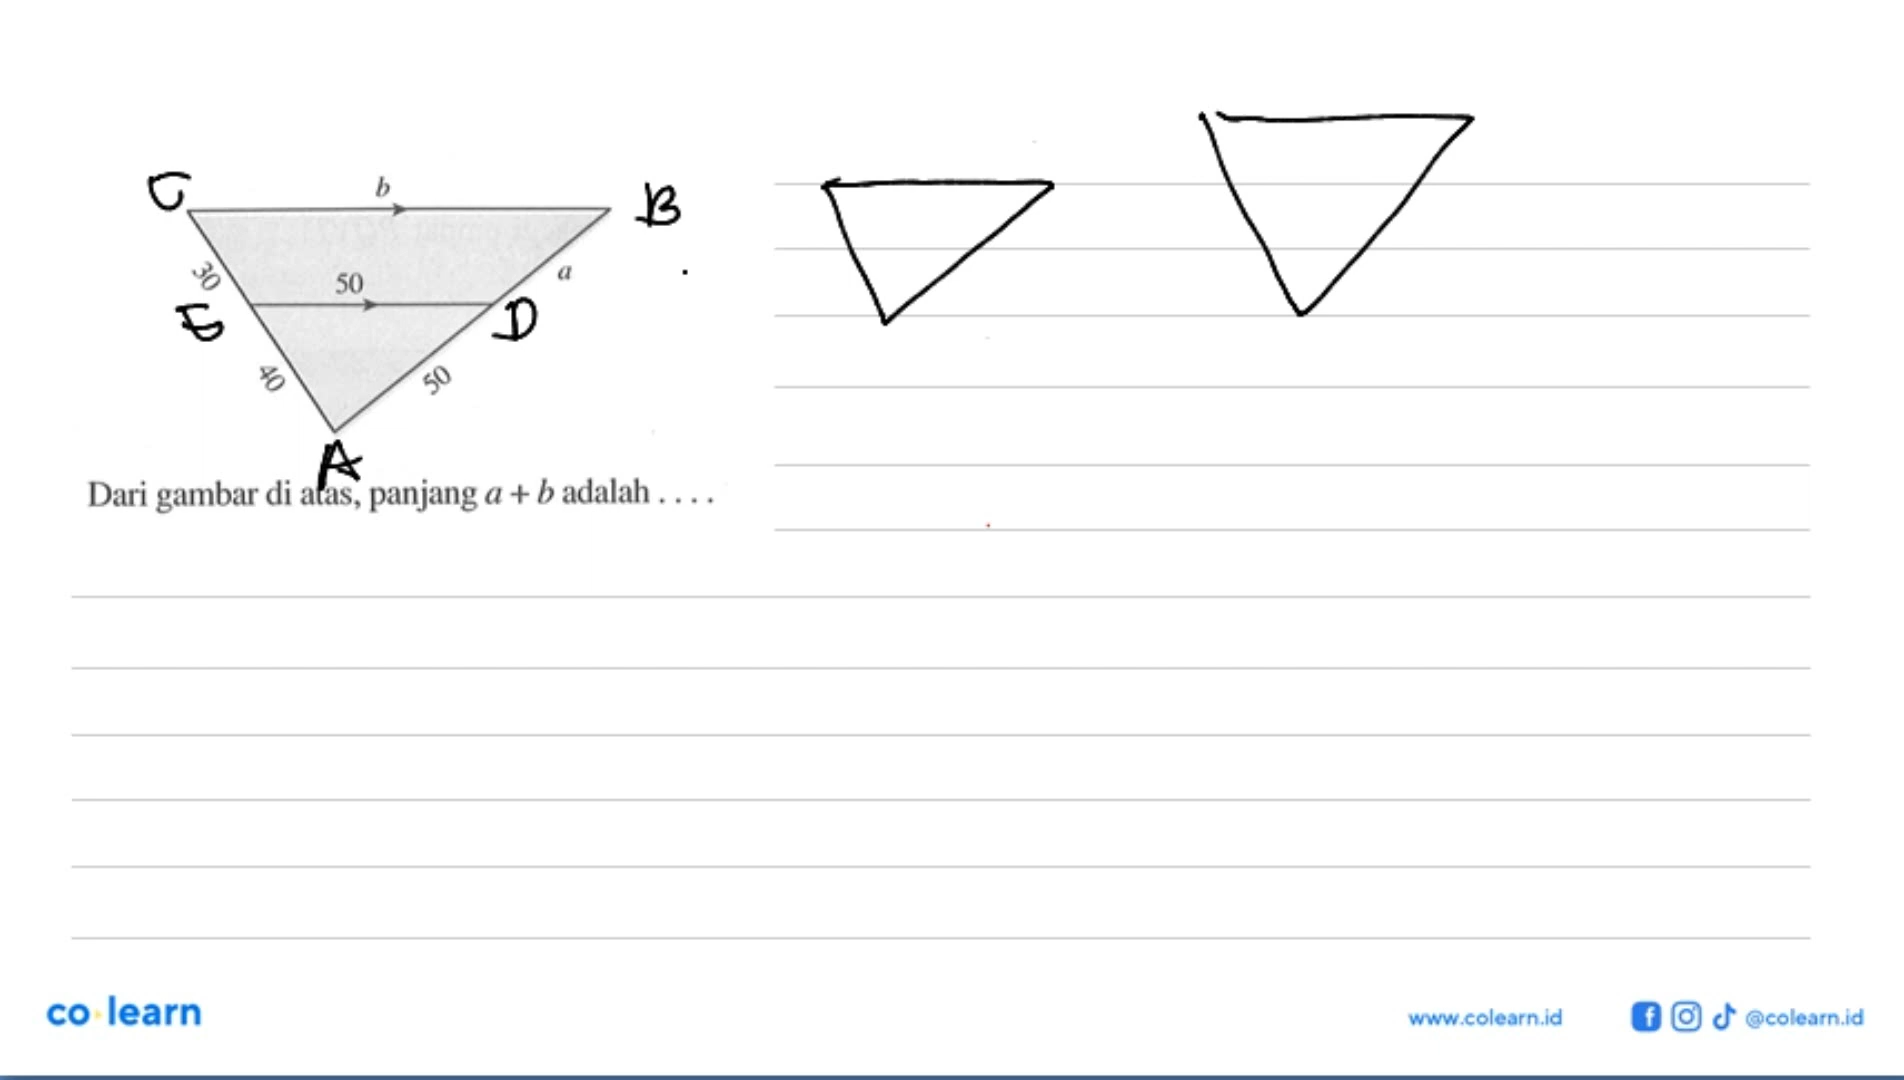 C b B
30 50 a
E D
40 50
A
Dari gambar di atas, panjang a + b adalah . . . .
co learn
www.colearn.id @colearn.id